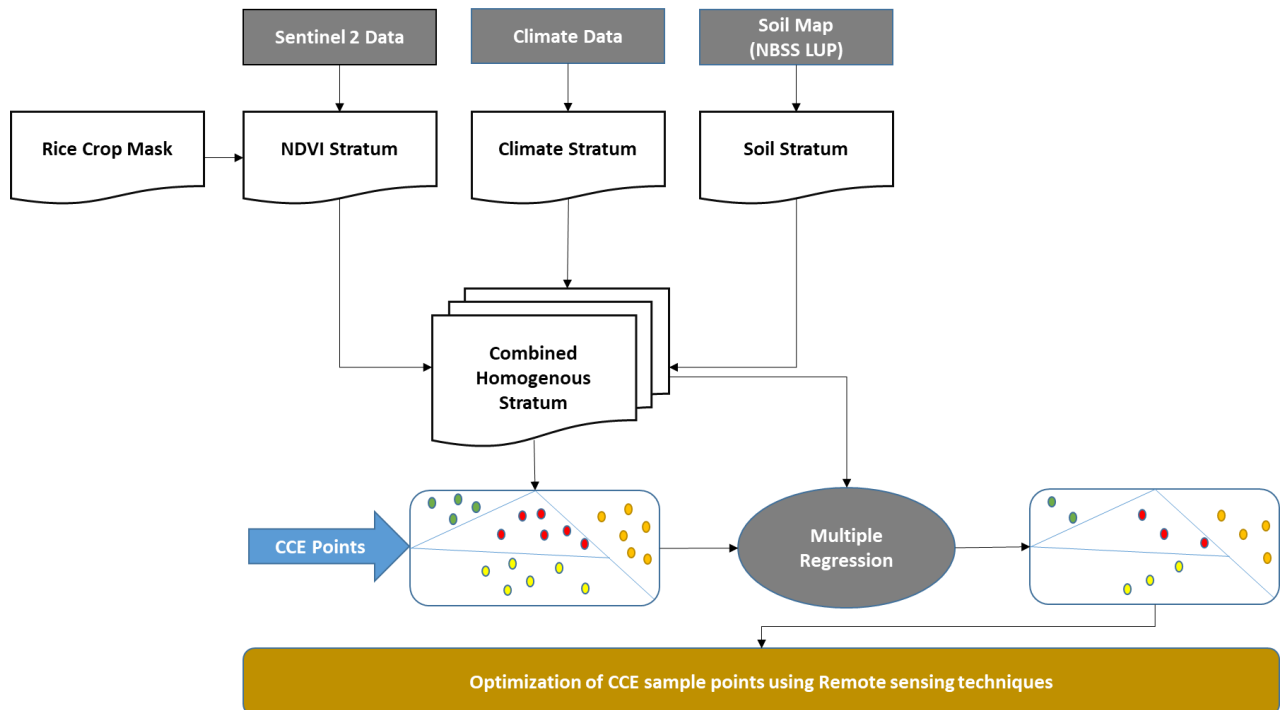 Sentinel 2 Data
Climate Data
Soil Map
(NBSS LUP)
Rice Crop Mask
NDVI Stratum
Climate Stratum
Soil Stratum
Combined
Homogenous
Stratum
CCE Points
Multiple
Regression
Optimization of CCE sample points using Remote sensing techniques